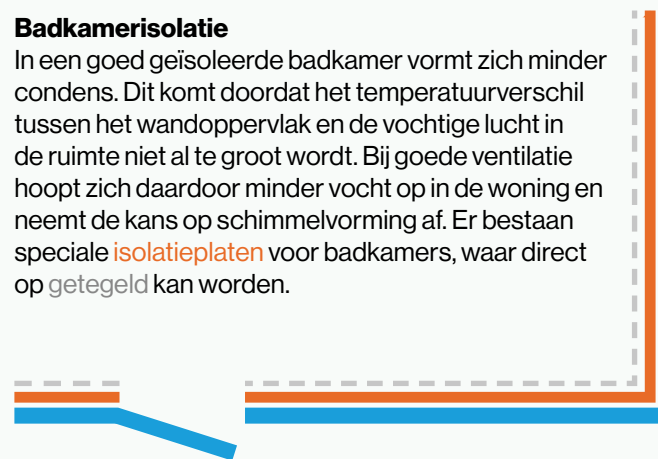 Badkamerisolatie
In een goed geïsoleerde badkamer vormt zich minder
condens. Dit komt doordat het temperatuurverschil
tussen het wandoppervlak en de vochtige lucht in
de ruimte niet al te groot wordt. Bij goede ventilatie
hoopt zich daardoor minder vocht op in de woning en
neemt de kans op schimmelvorming af. Er bestaan
speciale isolatieplaten voor badkamers, waar direct
op getegeld kan worden.